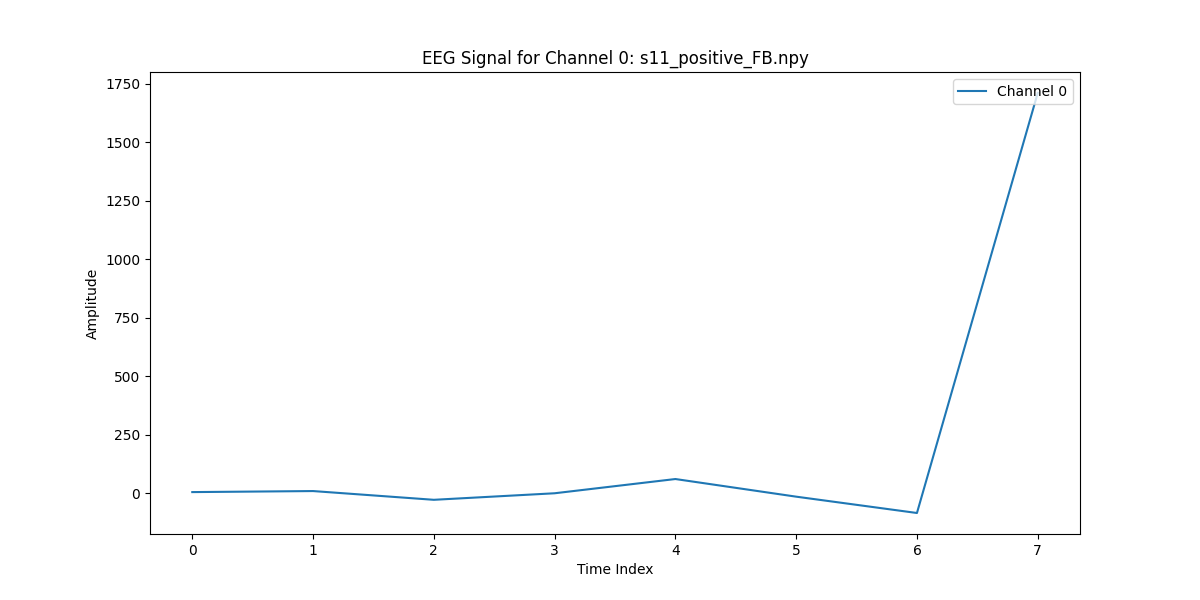 EEG Signal for Channel 0: s11_positive_FB.npy
Channel 0
1750
1500
1250
1000
750
500
250
0
Amplitude
0 1 2 3 4 5 6 7
Time Index